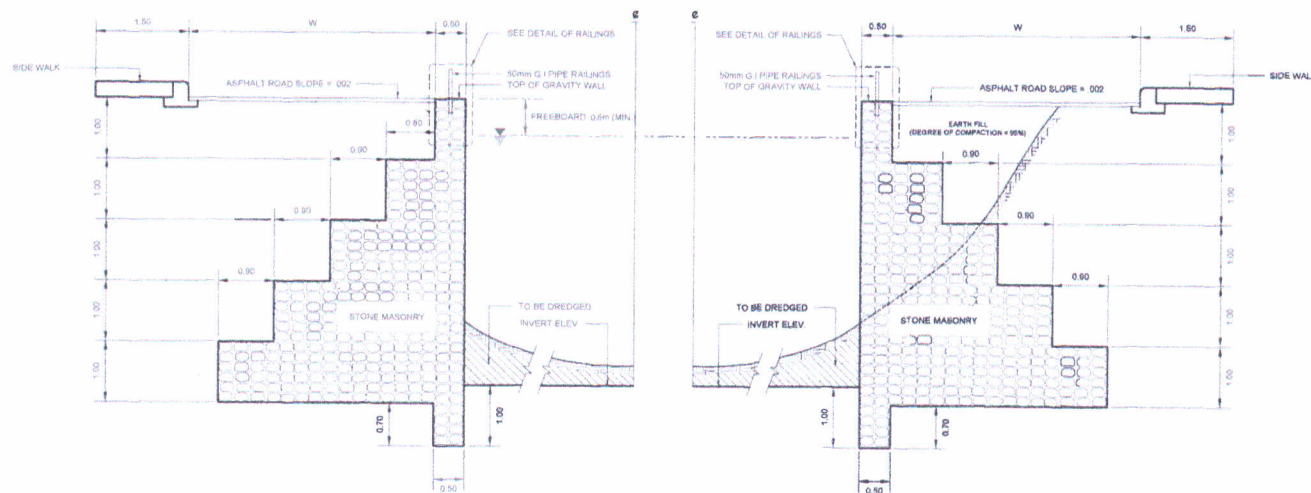 1.50
W
0.50
SEE DETAIL OF RAILINGS
SIDE WALK
50mm G.I PIPE RAILINGS
TOP OF GRAVITY WALL
ASPHALT ROAD SLOPE = .002
FREEBOARD 0.6m (MIN.)
0.80
0.90
0.90
0.90
1.00
1.00
1.00
1.00
1.00
STONE MASONRY
TO BE DREDGED
INVERT ELEV.
0.70
1.00
0.50
0.50
W
1.50
SEE DETAIL OF RAILINGS
50mm G.I PIPE RAILINGS
TOP OF GRAVITY WALL
ASPHALT ROAD SLOPE = .002
SIDE WAL
EARTH FILL
(DEGREE OF COMPACTION = 95%)
0.90
0.90
0.90
1.00
1.00
1.00
1.00
1.00
TO BE DREDGED
INVERT ELEV.
STONE MASONRY
1.00
0.70
0.50